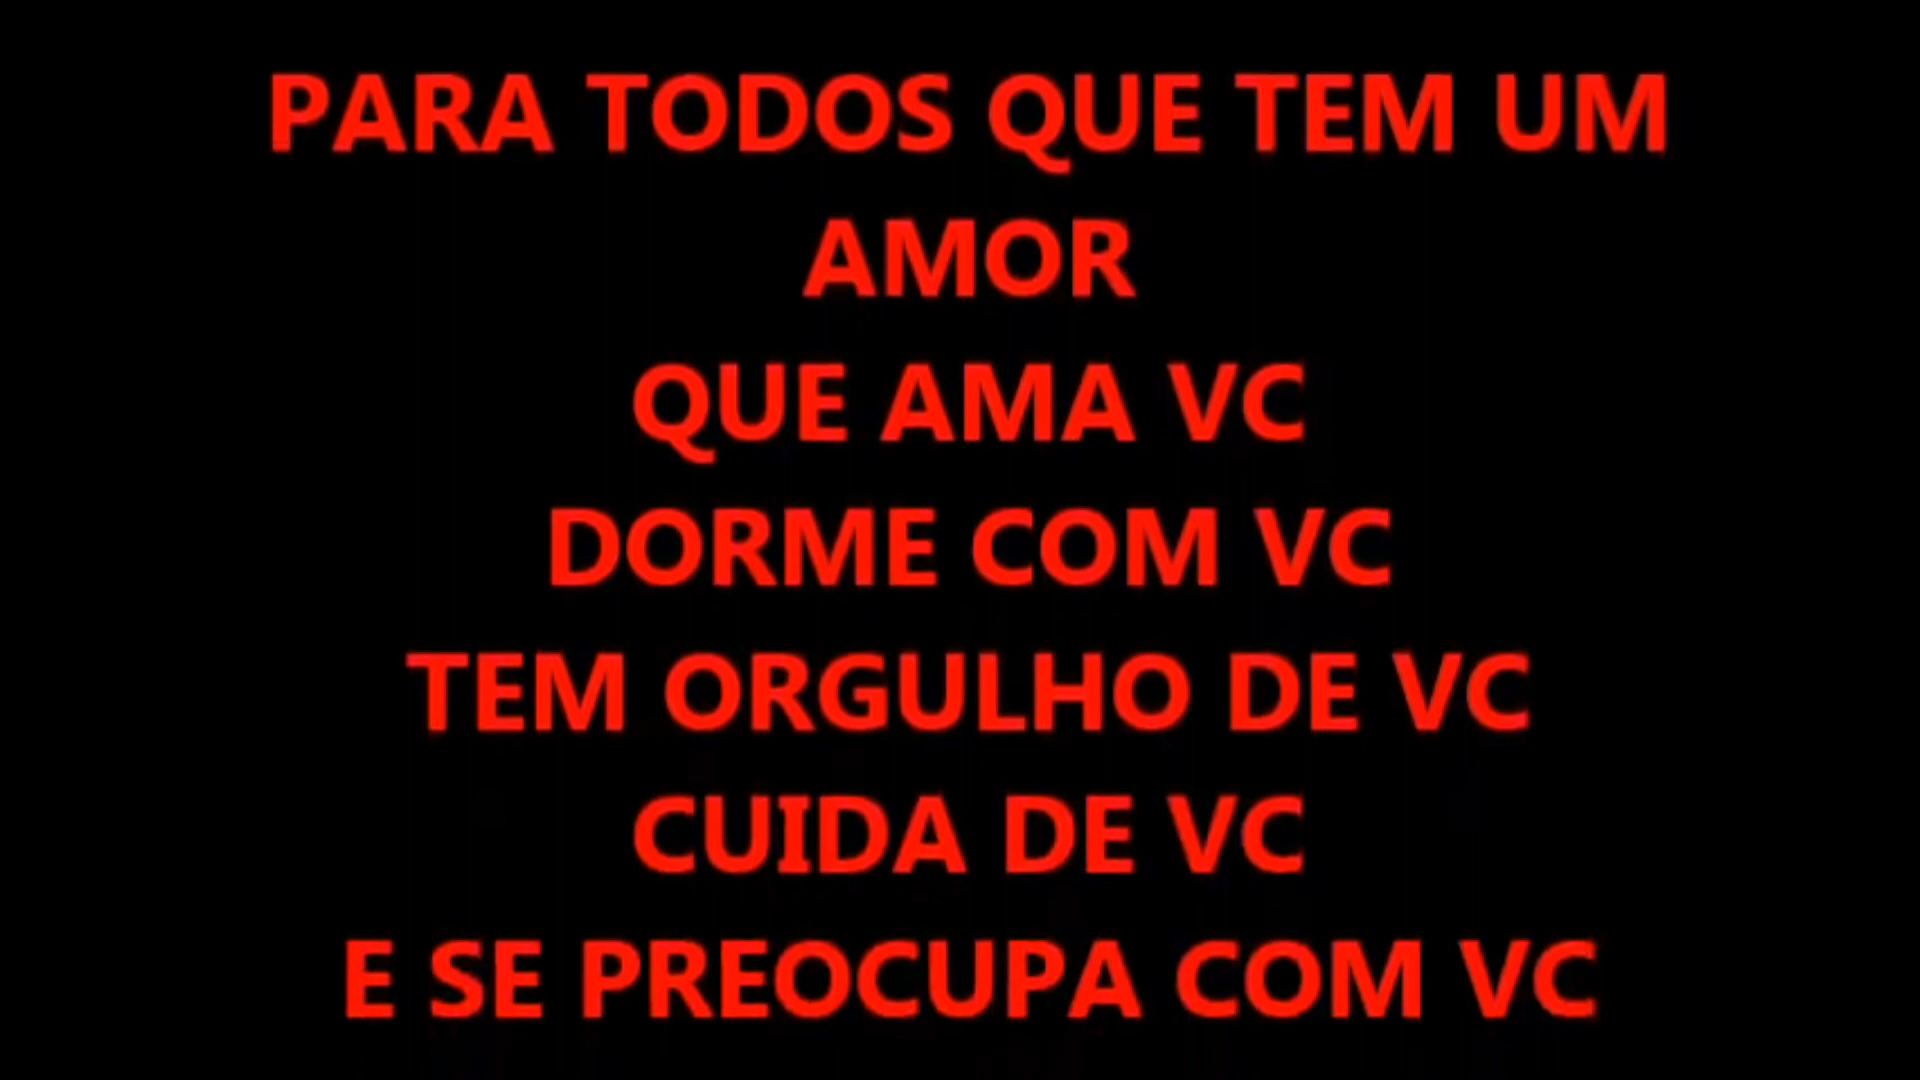 PARA TODOS QUE TEM UM
AMOR
QUE AMA VC
DORME COM VC
TEM ORGULHO DE VC
CUIDA DE VC
E SE PREOCUPA COM VC